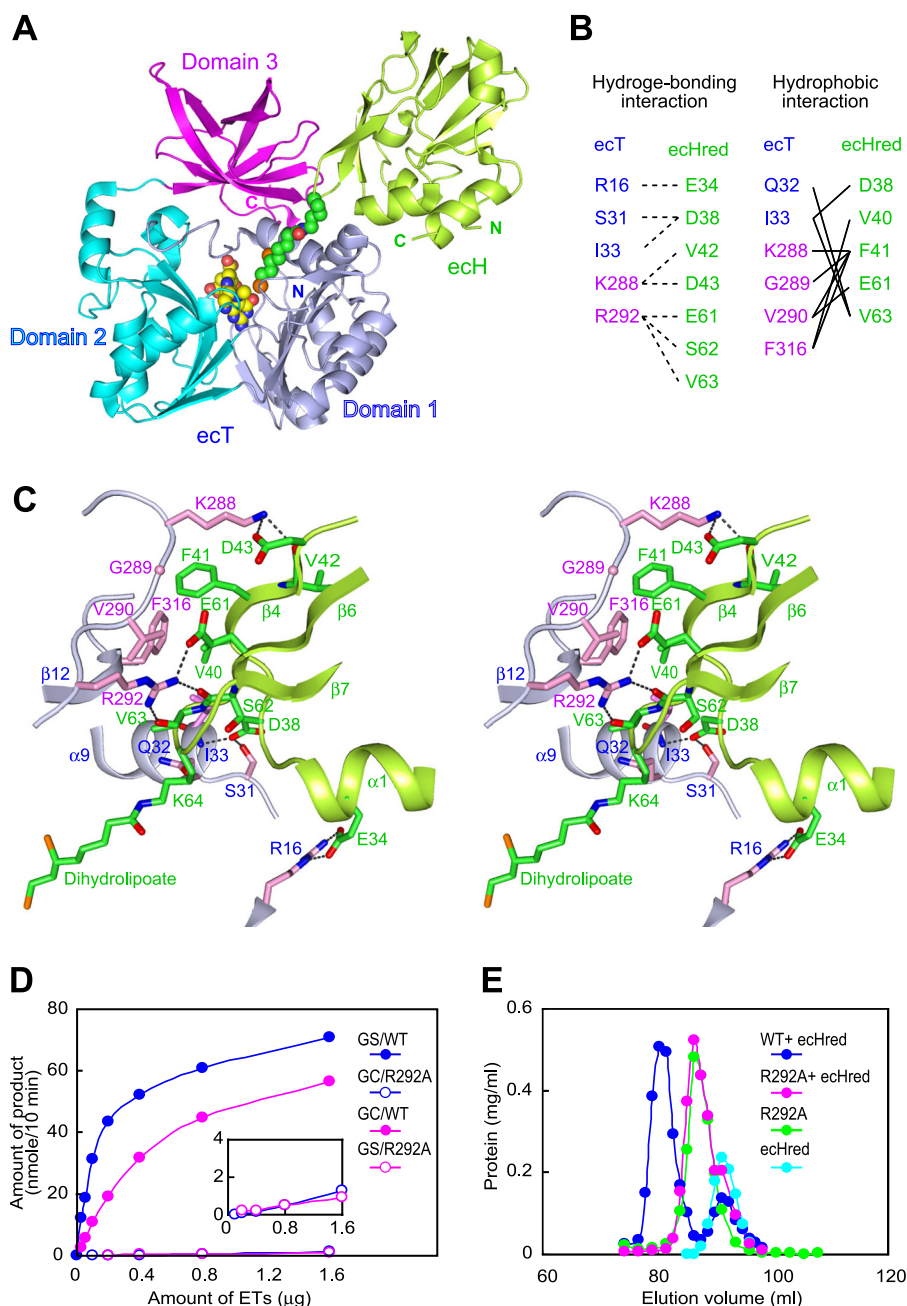 A
Domain 3
C
C
N
ecH
N
Domain 2
Domain 1
ecT
B
Hydroge-bonding interaction
Hydrophobic interaction
ecT
ecHred
ecT
ecHred
R16
E34
Q32
D38
S31
D38
I33
V40
I33
V42
K288
F41
K288
D43
G289
E61
R292
E61
V290
V63
S62
F316
V63
C
K288
D43
V42
G289
F41
V290
F316
E61
β4
β6
V40
β12
β7
R292
S62
V63
D38
α9
Q32
I33
K64
S31
α1
R16
E34
Dihydrolipoate
K288
D43
V42
G289
F41
V290
F316
E61
β4
β6
V40
β12
β7
R292
S62
V63
D38
α9
Q32
I33
K64
S31
α1
R16
E34
Dihydrolipoate
D
Amount of product
(nmole/10 min)
80
60
40
20
0
0.4
0.8
1.2
1.6
Amount of ETs (μg)
GS/WT
GC/R292A
GC/WT
GS/R292A
4
2
0
0
0.8
1.6
E
Protein (mg/ml)
0.6
0.4
0.2
0
60
80
100
120
Elution volume (ml)
WT+ ecHred
R292A+ ecHred
R292A
ecHred